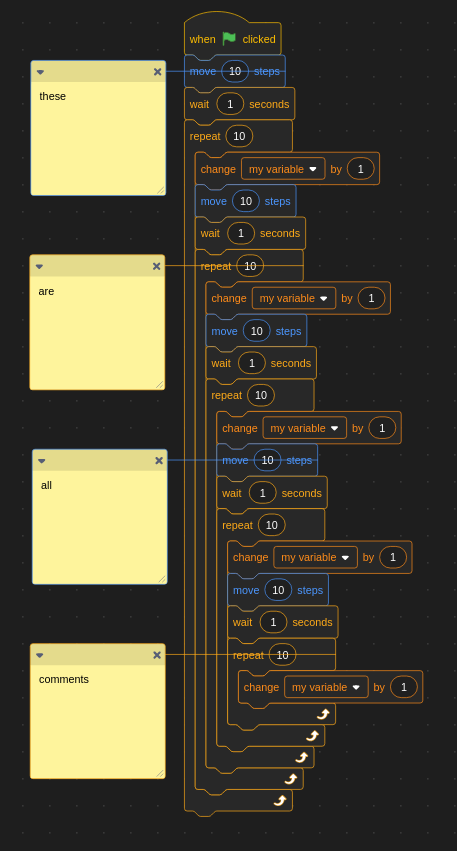 when clicked
move 10 steps
these
wait 1 seconds
repeat 10
change my variable by 1
move 10 steps
wait 1 seconds
repeat 10
are
change my variable by 1
move 10 steps
wait 1 seconds
repeat 10
change my variable by 1
move 10 steps
all
wait 1 seconds
repeat 10
change my variable by 1
move 10 steps
wait 1 seconds
repeat 10
comments
change my variable by 1